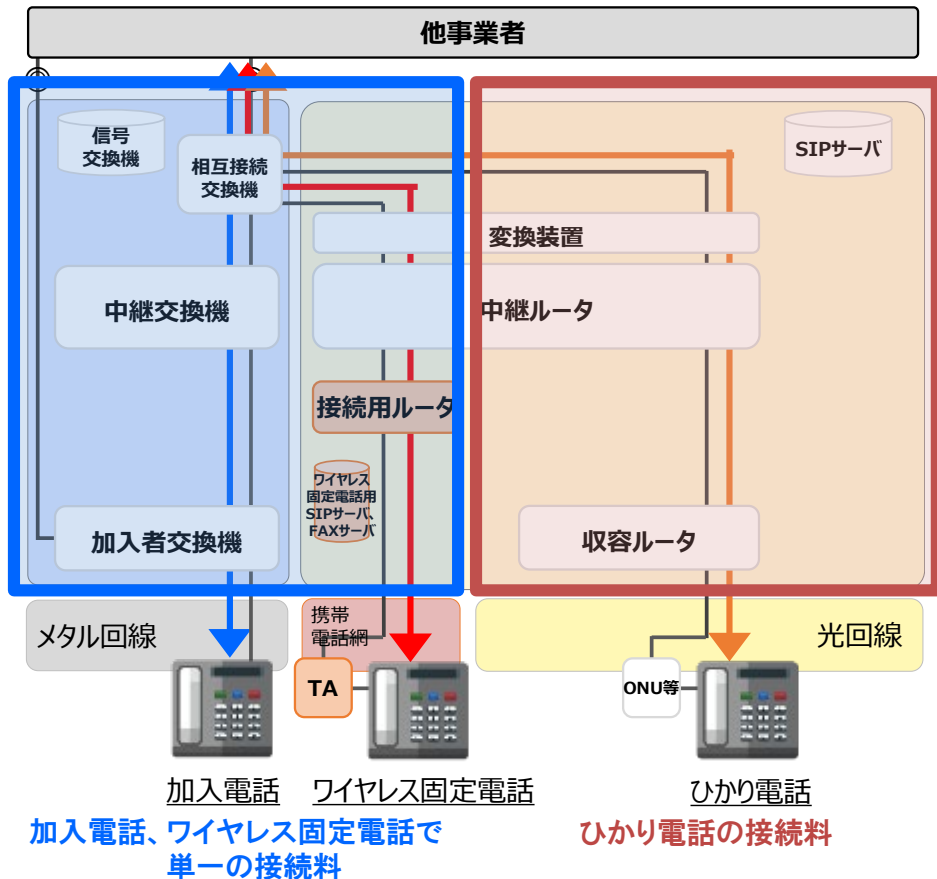 他事業者
信号
交換機
相互接続
交換機
SIPサーバ
変換装置
中継交換機
中継ルータ
接続用ルータ
ワイヤレス
固定電話用
SIPサーバ、
FAXサーバ
加入者交換機
収容ルータ
メタル回線
携帯
電話網
光回線
TA
ONU等
加入電話
ワイヤレス固定電話
ひかり電話
加入電話、ワイヤレス固定電話で
単一の接続料
ひかり電話の接続料